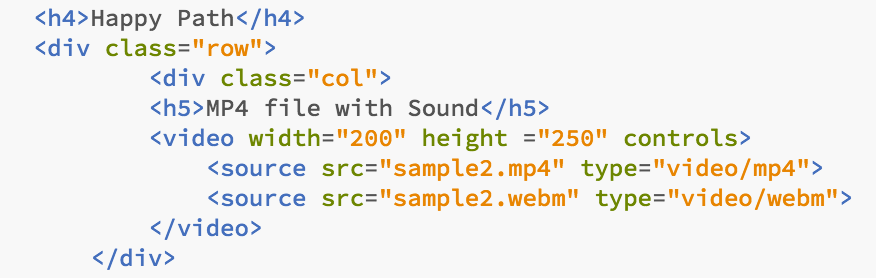 <h4>Happy Path</h4>
<div class="row">
<div class="col">
<h5>MP4 file with Sound</h5>
<video width="200" height ="250" controls>
<source src="sample2.mp4" type="video/mp4">
<source src="sample2.webm" type="video/webm">
</video>
</div>